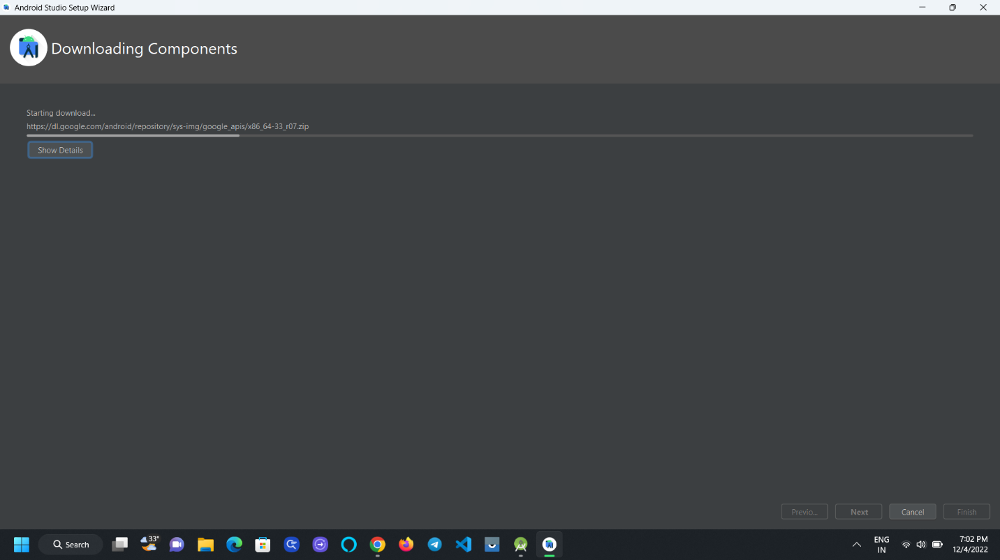 Android Studio Setup Wizard
Downloading Components
Starting download...
https://dl.google.com/android/repository/sys-img/google_apis/x86_64-33_r07.zip
Show Details
Previo...
Next
Cancel
Finish
Search
33°
ENG
IN
7:02 PM
12/4/2022